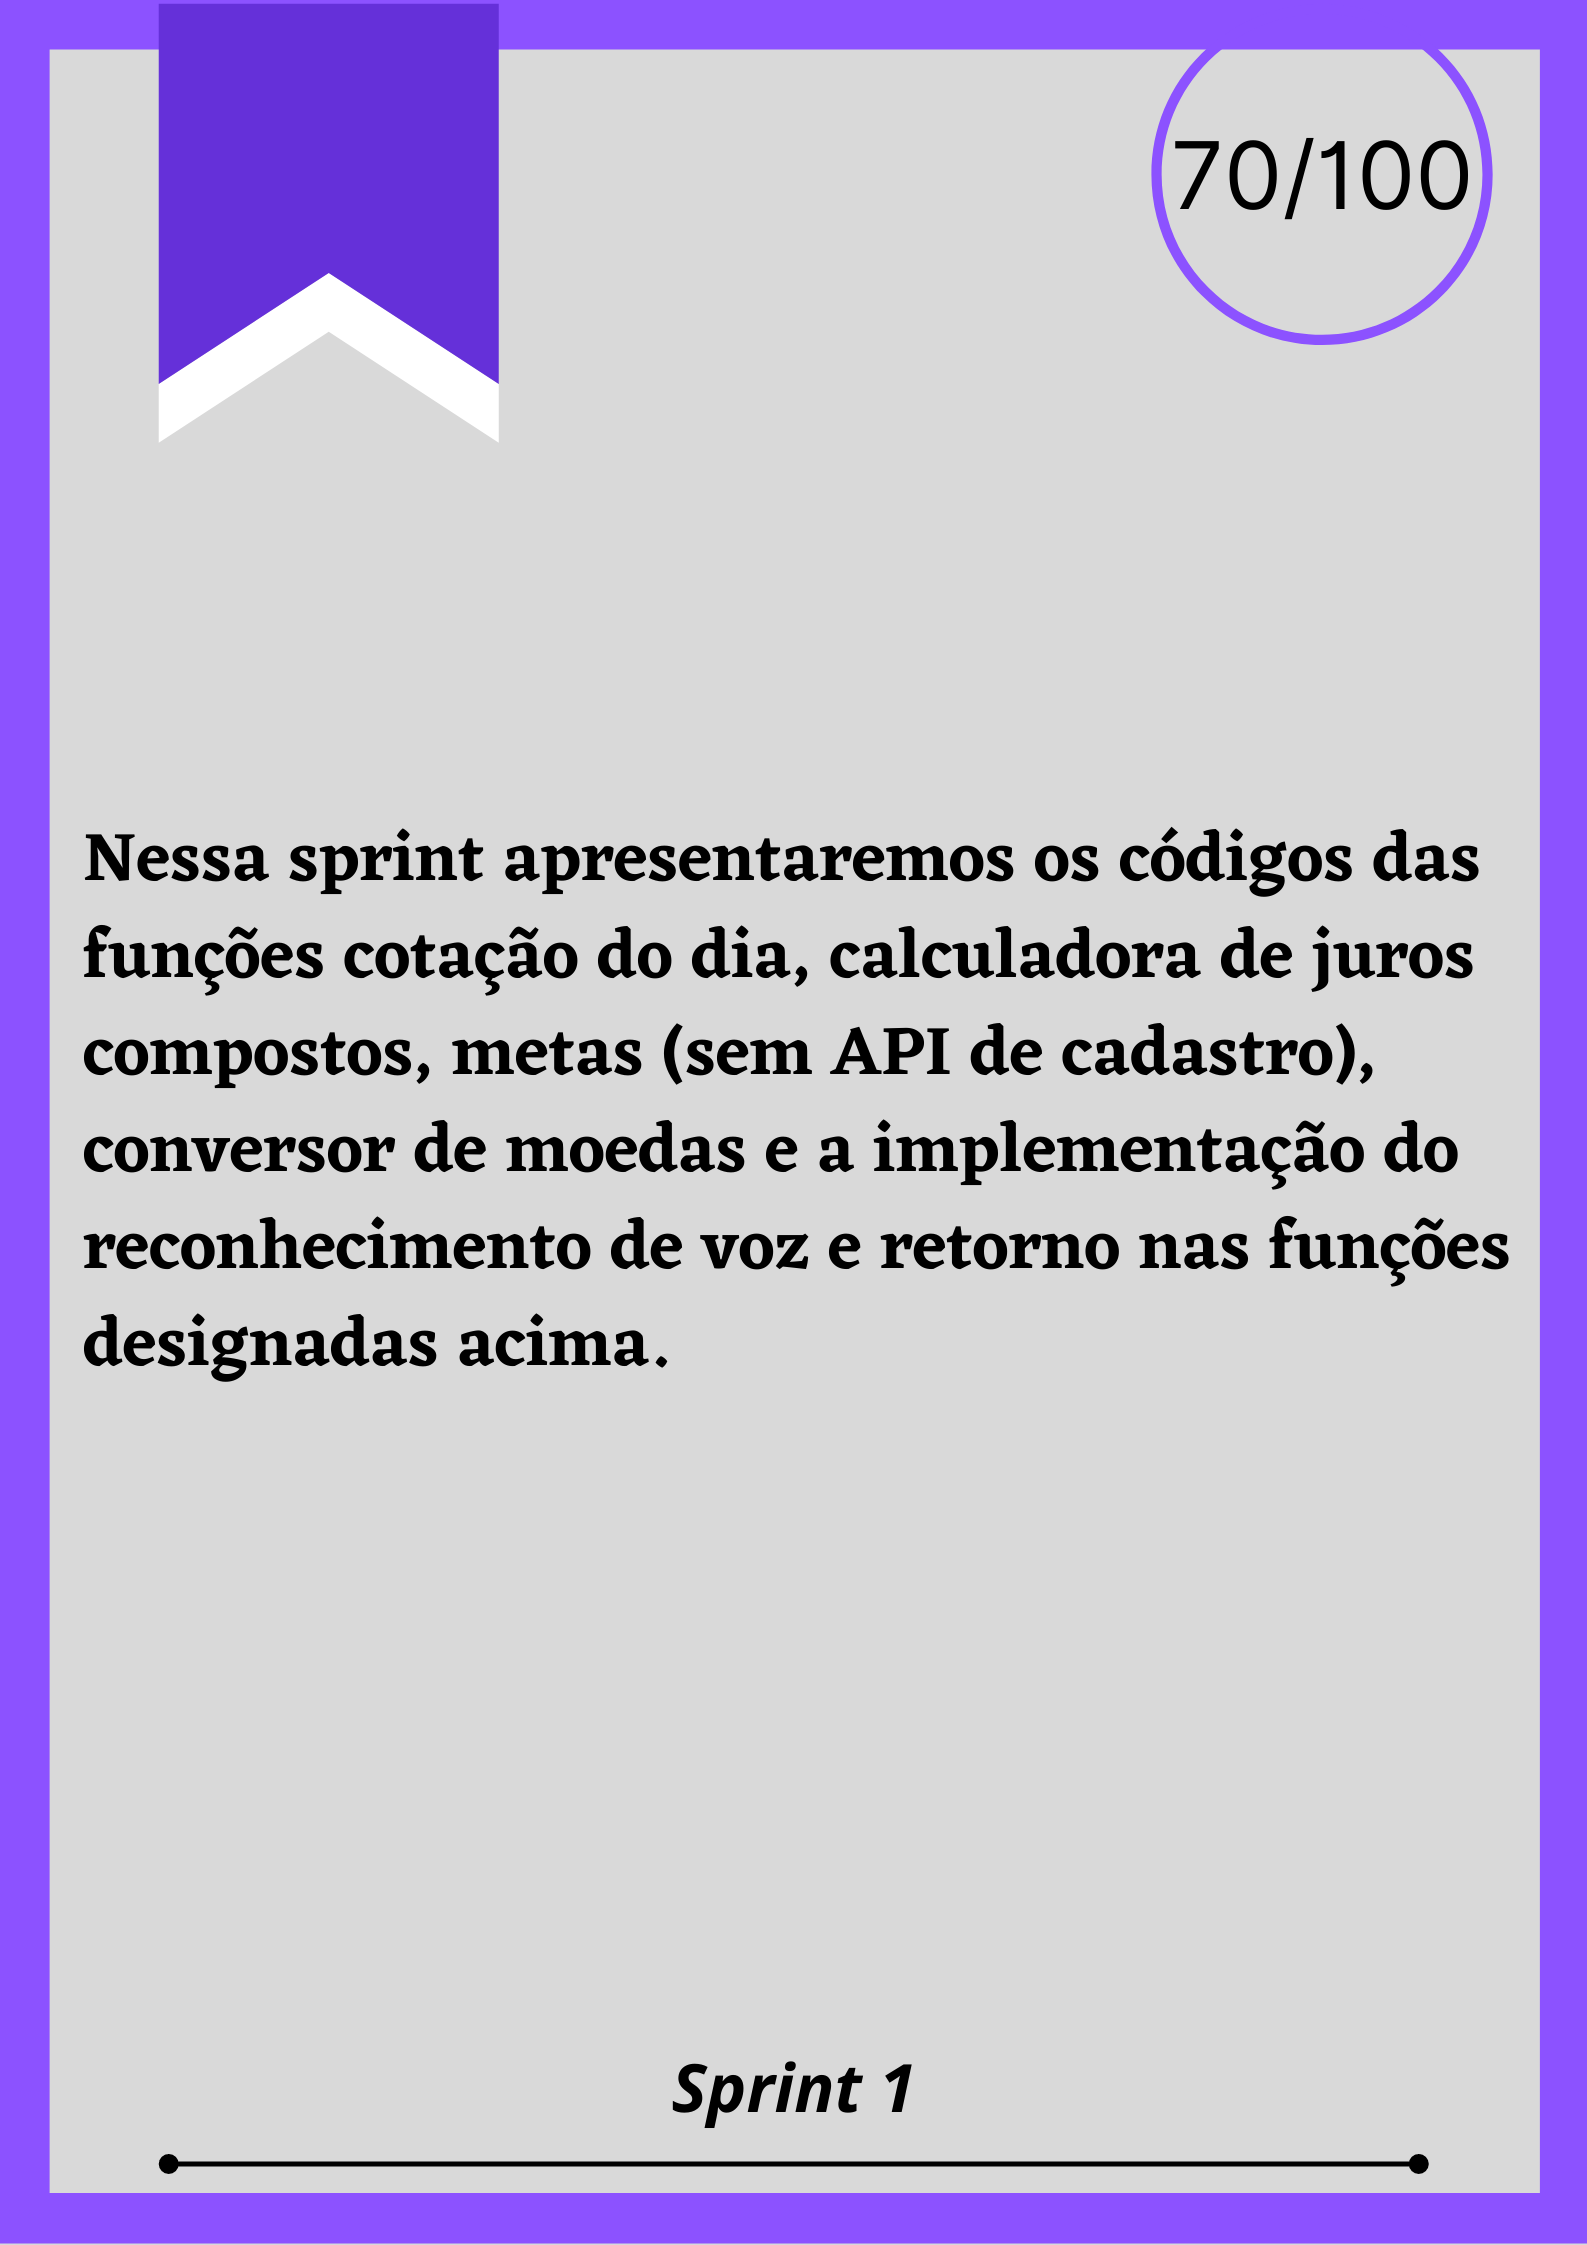 70/100
Nessa sprint apresentaremos os códigos das
funções cotação do dia, calculadora de juros
compostos, metas (sem API de cadastro),
conversor de moedas e a implementação do
reconhecimento de voz e retorno nas funções
designadas acima.
Sprint 1